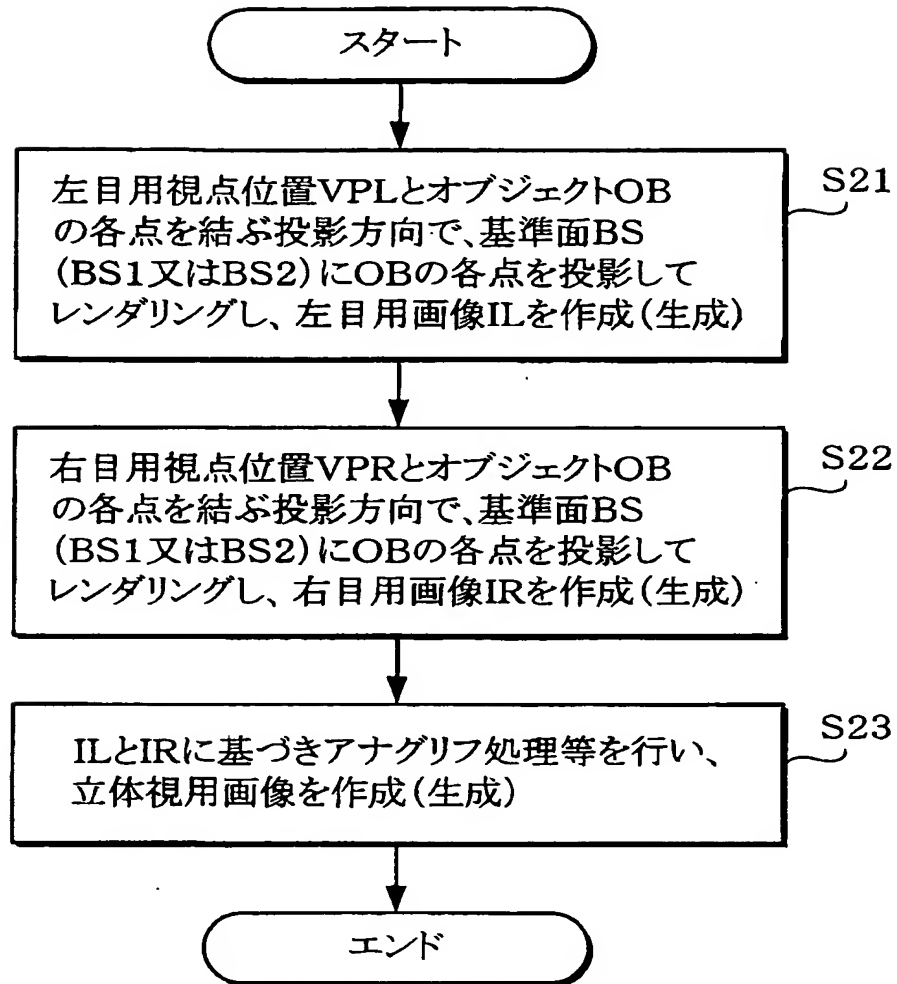 スタート
左目用視点位置VPLとオブジェクトOB
の各点を結ぶ投影方向で、基準面BS
(BS1又はBS2)にOBの各点を投影して
レンダリングし、左目用画像ILを作成(生成)
S21
右目用視点位置VPRとオブジェクトOB
の各点を結ぶ投影方向で、基準面BS
(BS1又はBS2)にOBの各点を投影して
レンダリングし、右目用画像IRを作成(生成)
S22
ILとIRに基づきアナグリフ処理等を行い、
立体視用画像を作成(生成)
S23
エンド